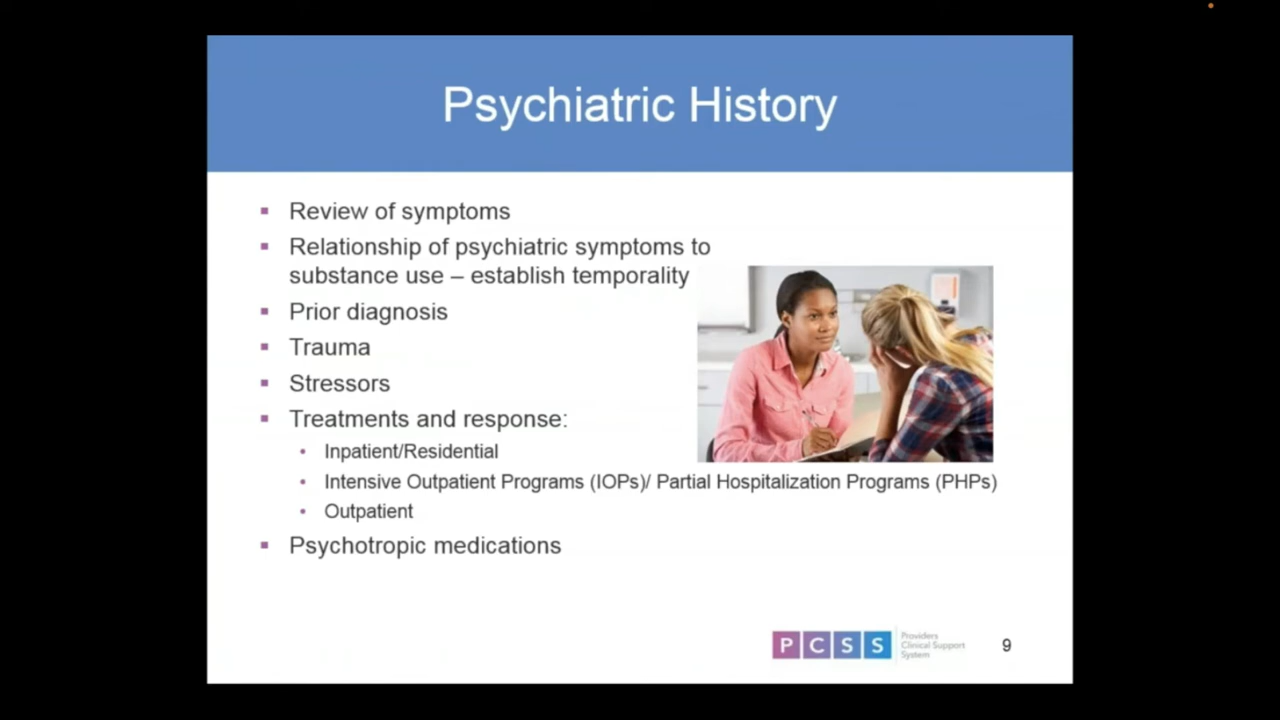 Psychiatric History
▪ Review of symptoms
▪ Relationship of psychiatric symptoms to
substance use – establish temporality
▪ Prior diagnosis
▪ Trauma
▪ Stressors
▪ Treatments and response:
• Inpatient/Residential
• Intensive Outpatient Programs (IOPs)/ Partial Hospitalization Programs (PHPs)
• Outpatient
▪ Psychotropic medications
PCSS
Providers
Clinical Support
System
9